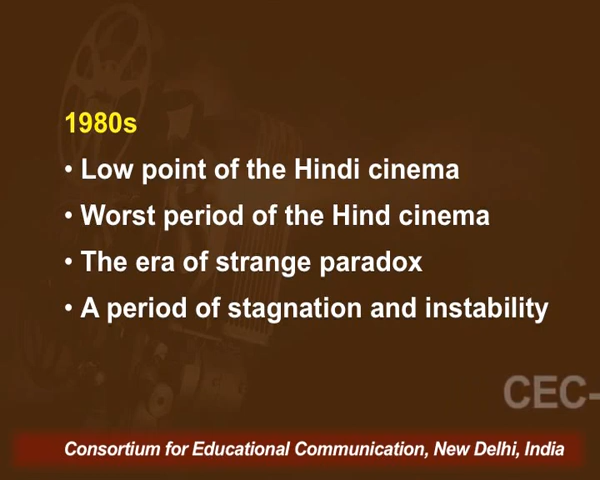 1980s
• Low point of the Hindi cinema
• Worst period of the Hind cinema
• The era of strange paradox
• A period of stagnation and instability
CEC-
Consortium for Educational Communication, New Delhi, India